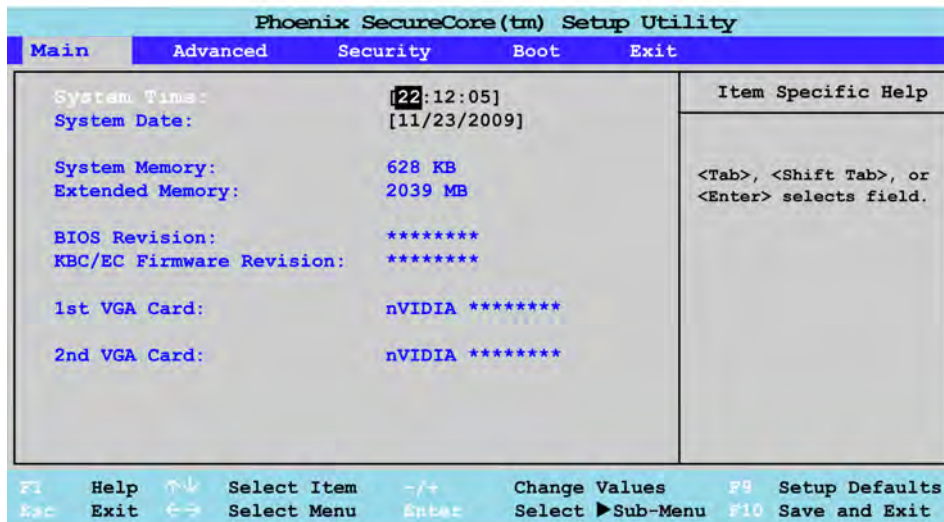 Phoenix SecureCore(tm) Setup Utility
Main Advanced Security Boot Exit
System Time: [22:12:05]
System Date: [11/23/2009]
System Memory: 628 KB
Extended Memory: 2039 MB
BIOS Revision: ********
KBC/EC Firmware Revision: ********
1st VGA Card: nVIDIA ********
2nd VGA Card: nVIDIA ********
Item Specific Help
<Tab>, <Shift Tab>, or
<Enter> selects field.
F1 Help ↑↓ Select Item -/+ Change Values F9 Setup Defaults
Esc Exit ←→ Select Menu Enter Select ▶Sub-Menu F10 Save and Exit